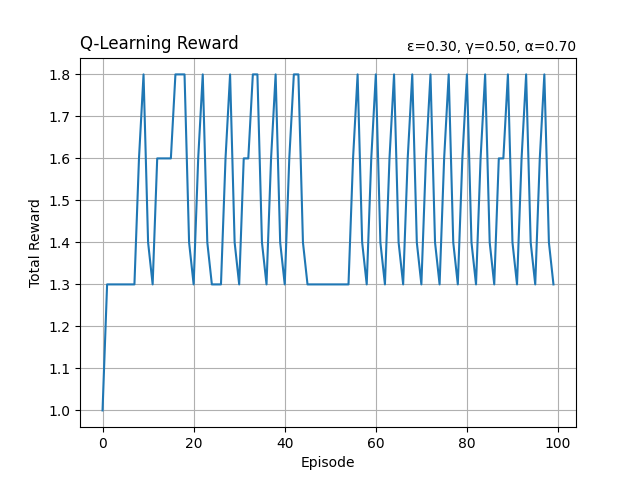 Q-Learning Reward
ε=0.30, γ=0.50, α=0.70
1.8
1.7
1.6
1.5
1.4
1.3
1.2
1.1
1.0
Total Reward
0 20 40 60 80 100
Episode